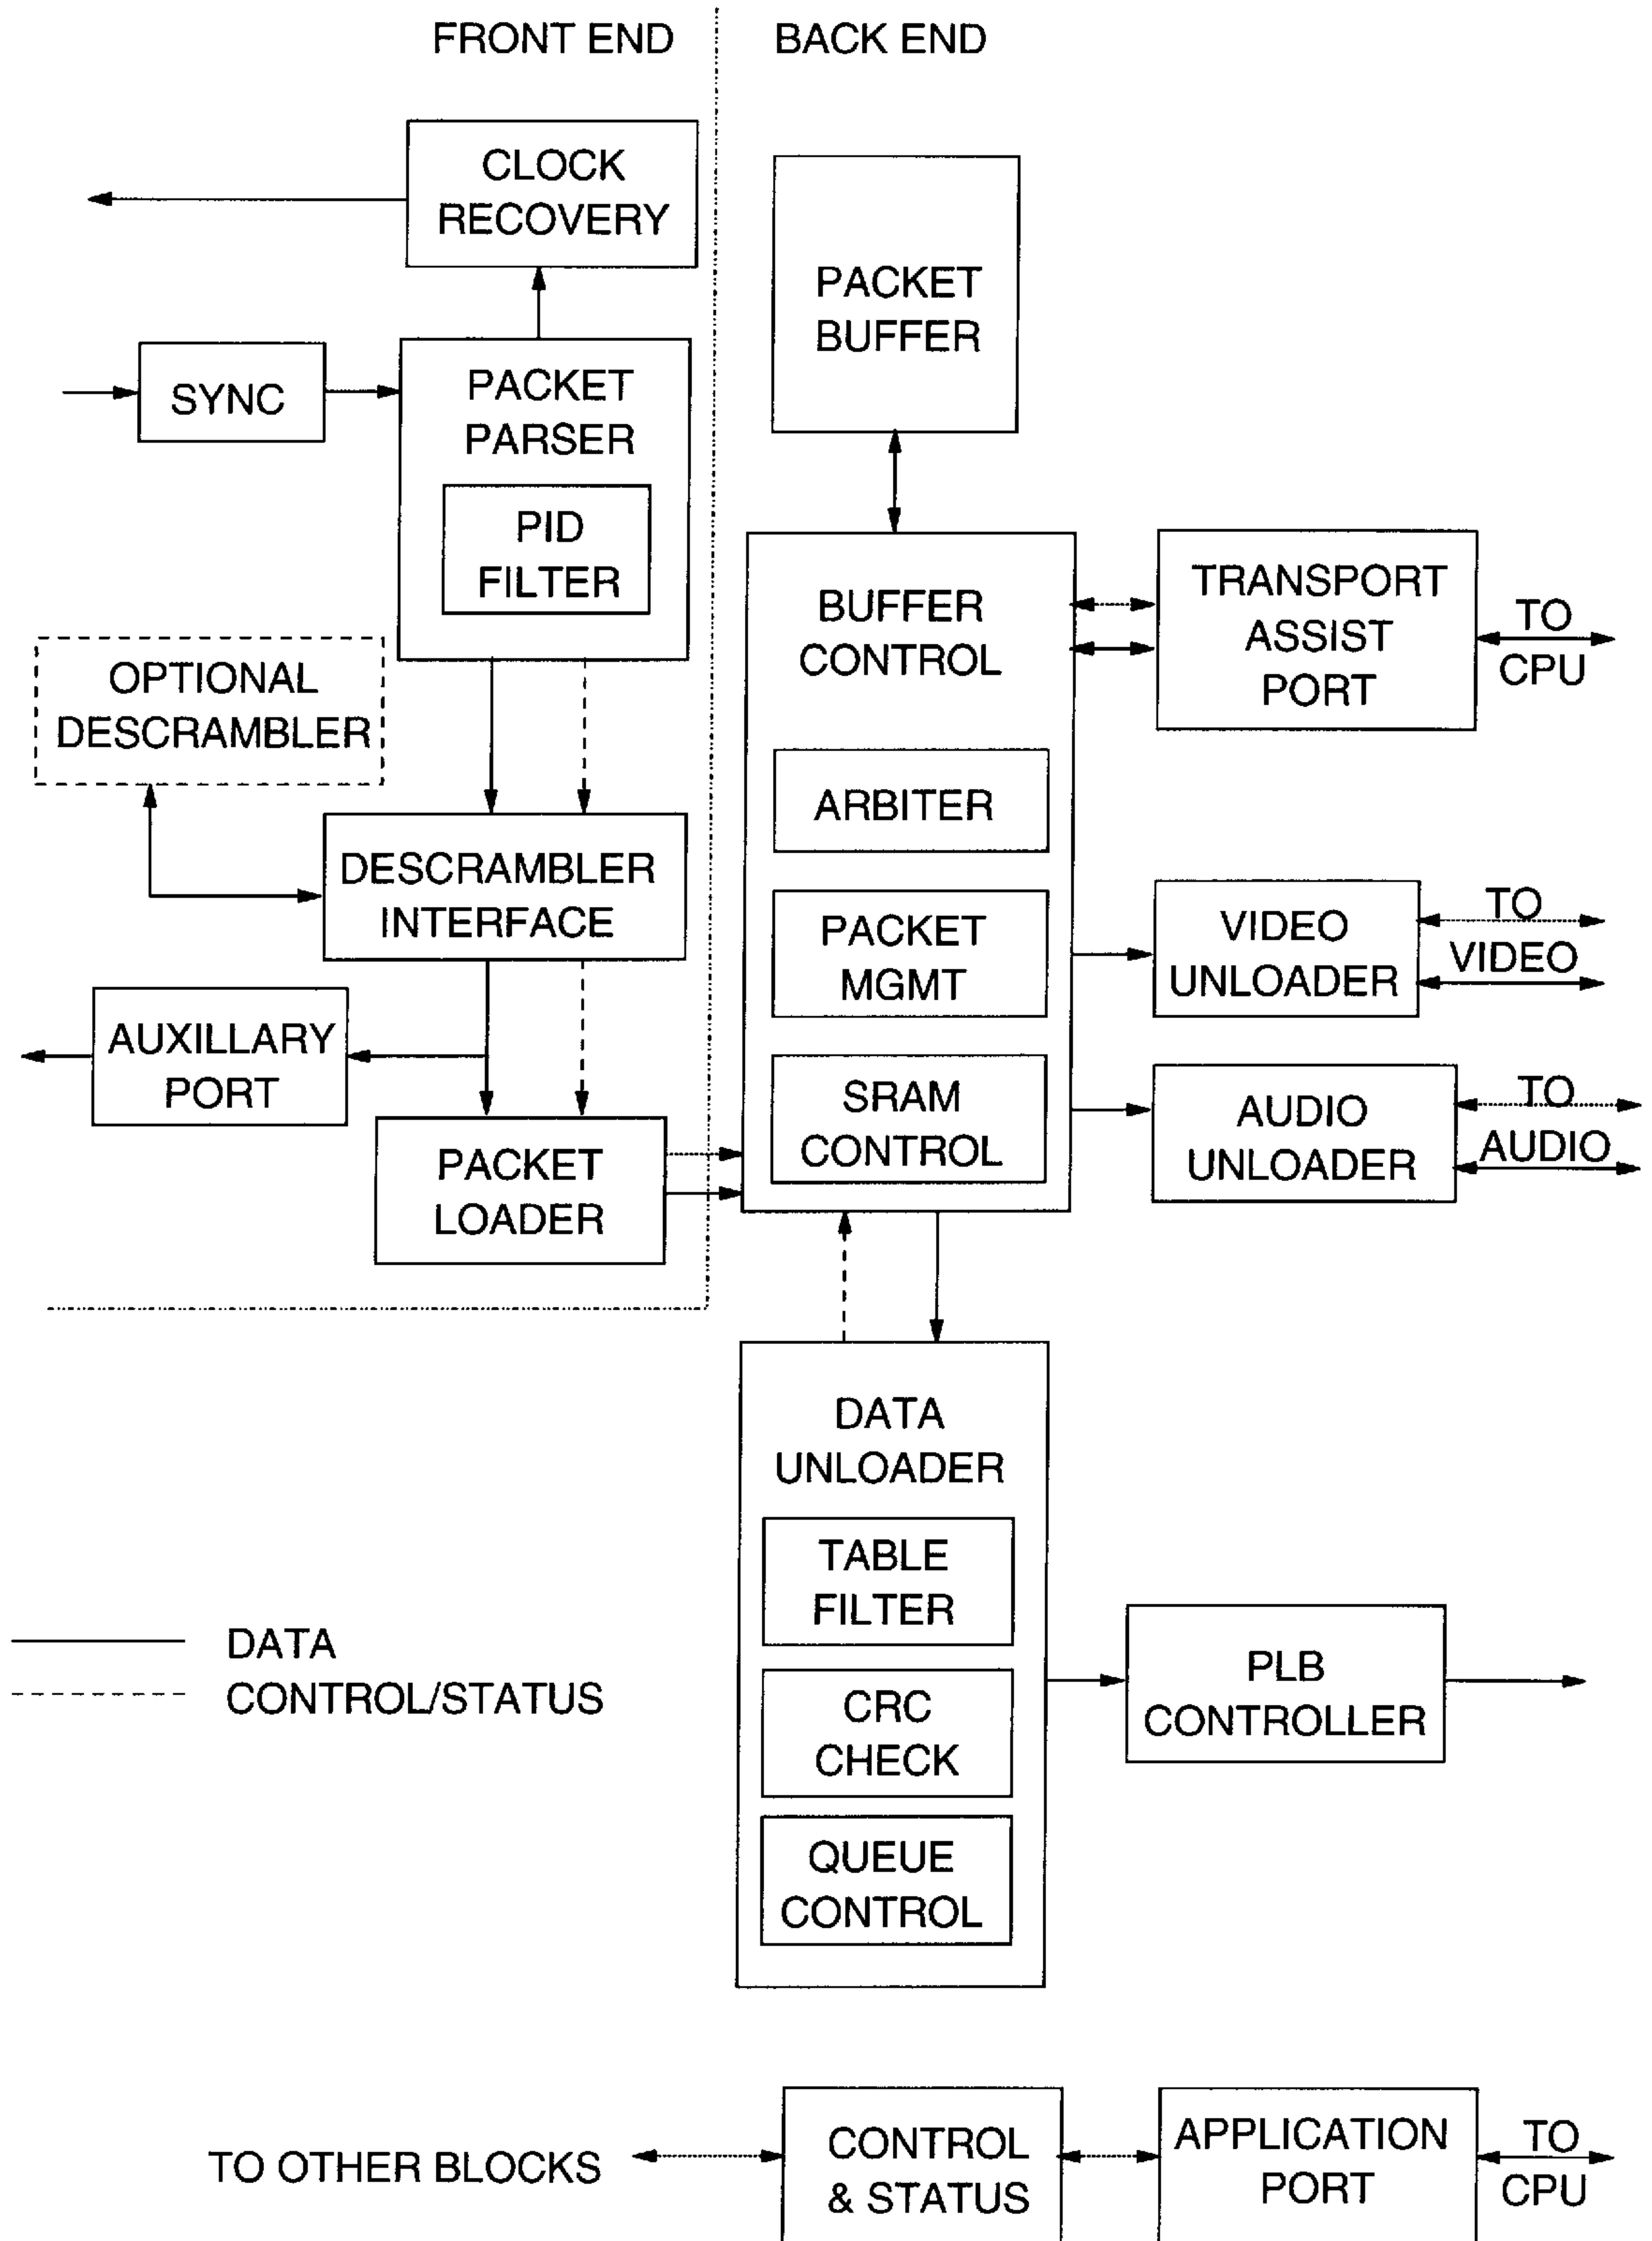 FRONT END
BACK END
CLOCK
RECOVERY
PACKET
BUFFER
SYNC
PACKET
PARSER
PID
FILTER
OPTIONAL
DESCRAMBLER
DESCRAMBLER
INTERFACE
AUXILLARY
PORT
PACKET
LOADER
BUFFER
CONTROL
ARBITER
PACKET
MGMT
SRAM
CONTROL
TRANSPORT
ASSIST
PORT
TO
CPU
VIDEO
UNLOADER
TO
VIDEO
AUDIO
UNLOADER
TO
AUDIO
DATA
UNLOADER
TABLE
FILTER
CRC
CHECK
QUEUE
CONTROL
PLB
CONTROLLER
DATA
CONTROL/STATUS
TO OTHER BLOCKS
CONTROL
& STATUS
APPLICATION
PORT
TO
CPU